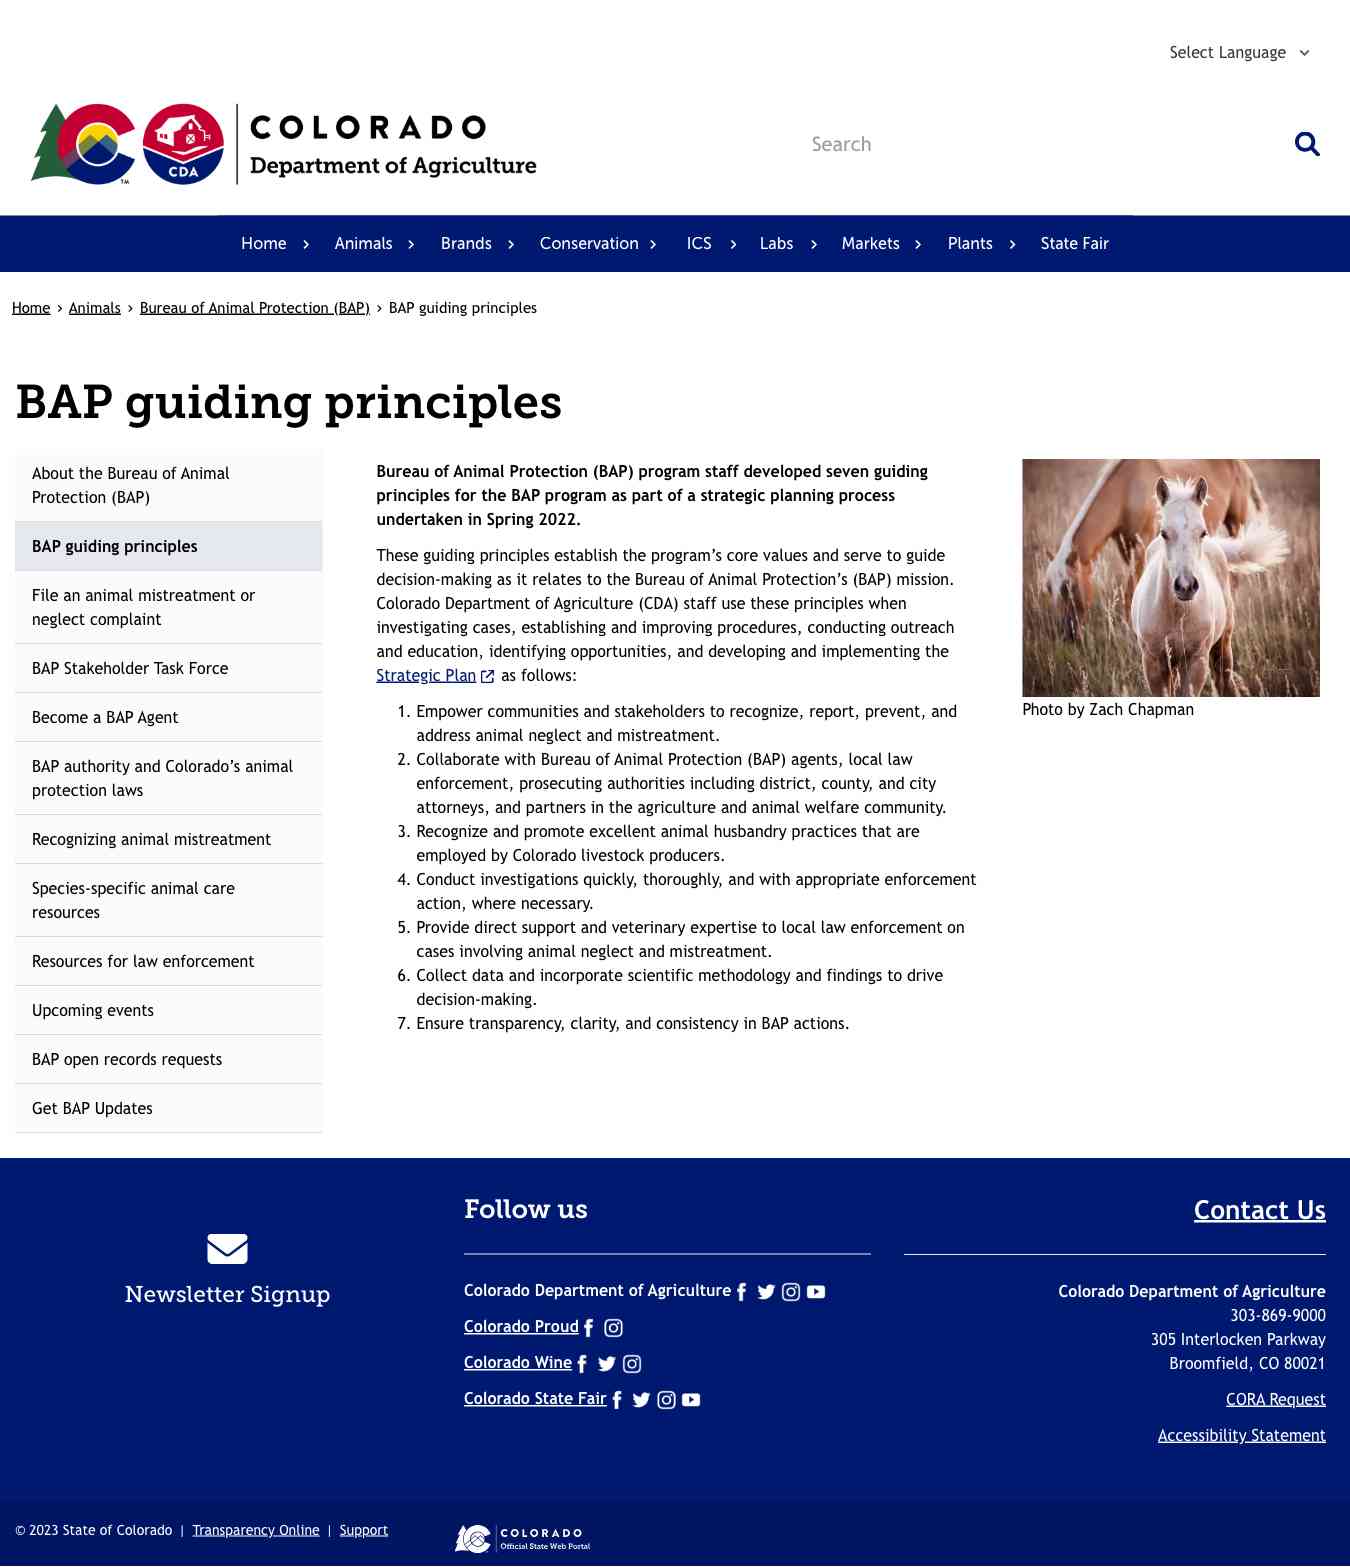 Select Language
COLORADO
Department of Agriculture
CDA
TM
Search
Home Animals Brands Conservation ICS Labs Markets Plants State Fair
Home › Animals › Bureau of Animal Protection (BAP) › BAP guiding principles
BAP guiding principles
About the Bureau of Animal
Protection (BAP)
BAP guiding principles
File an animal mistreatment or
neglect complaint
BAP Stakeholder Task Force
Become a BAP Agent
BAP authority and Colorado’s animal
protection laws
Recognizing animal mistreatment
Species-specific animal care
resources
Resources for law enforcement
Upcoming events
BAP open records requests
Get BAP Updates
Bureau of Animal Protection (BAP) program staff developed seven guiding
principles for the BAP program as part of a strategic planning process
undertaken in Spring 2022.
These guiding principles establish the program’s core values and serve to guide
decision-making as it relates to the Bureau of Animal Protection’s (BAP) mission.
Colorado Department of Agriculture (CDA) staff use these principles when
investigating cases, establishing and improving procedures, conducting outreach
and education, identifying opportunities, and developing and implementing the
Strategic Plan as follows:
1. Empower communities and stakeholders to recognize, report, prevent, and
address animal neglect and mistreatment.
2. Collaborate with Bureau of Animal Protection (BAP) agents, local law
enforcement, prosecuting authorities including district, county, and city
attorneys, and partners in the agriculture and animal welfare community.
3. Recognize and promote excellent animal husbandry practices that are
employed by Colorado livestock producers.
4. Conduct investigations quickly, thoroughly, and with appropriate enforcement
action, where necessary.
5. Provide direct support and veterinary expertise to local law enforcement on
cases involving animal neglect and mistreatment.
6. Collect data and incorporate scientific methodology and findings to drive
decision-making.
7. Ensure transparency, clarity, and consistency in BAP actions.
Photo by Zach Chapman
Newsletter Signup
Follow us
Colorado Department of Agriculture
Colorado Proud
Colorado Wine
Colorado State Fair
Contact Us
Colorado Department of Agriculture
303-869-9000
305 Interlocken Parkway
Broomfield, CO 80021
CORA Request
Accessibility Statement
© 2023 State of Colorado | Transparency Online | Support
COLORADO
Official State Web Portal